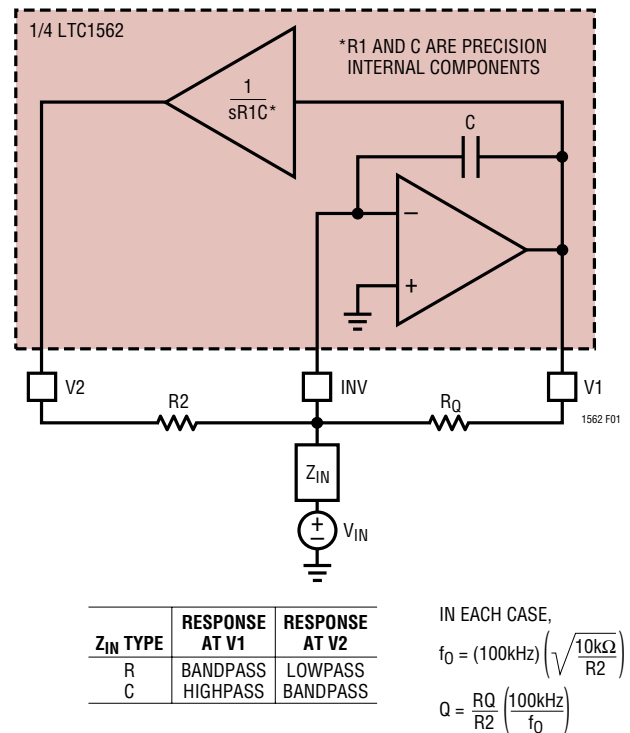 1/4 LTC1562
*R1 AND C ARE PRECISION
INTERNAL COMPONENTS
1
sR1C*
C
–
+
V2
INV
V1
R2
RQ
1562 F01
ZIN
+
–
VIN
ZIN TYPE RESPONSE AT V1 RESPONSE AT V2
R BANDPASS LOWPASS
C HIGHPASS BANDPASS
IN EACH CASE,
fO = (100kHz) (√10kΩ/R2)
Q = RQ/R2 (100kHz/fO)